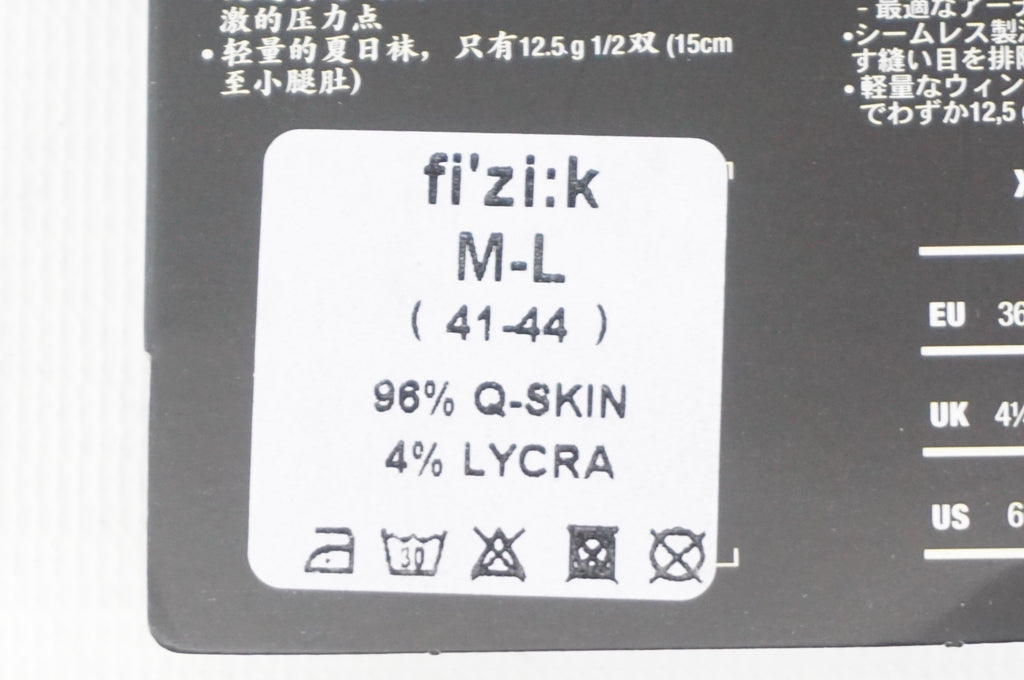 激的压力点
•轻量的夏日袜，只有12.5.g 1/2双 (15cm
至小腿肚)
- 最適なアー
•シームレス製
す縫い目を排
•軽量なウィン
でわずか12,5
fi'zi:k
M-L
( 41-44 )
96% Q-SKIN
4% LYCRA
30
EU 36
UK 4½
US 6